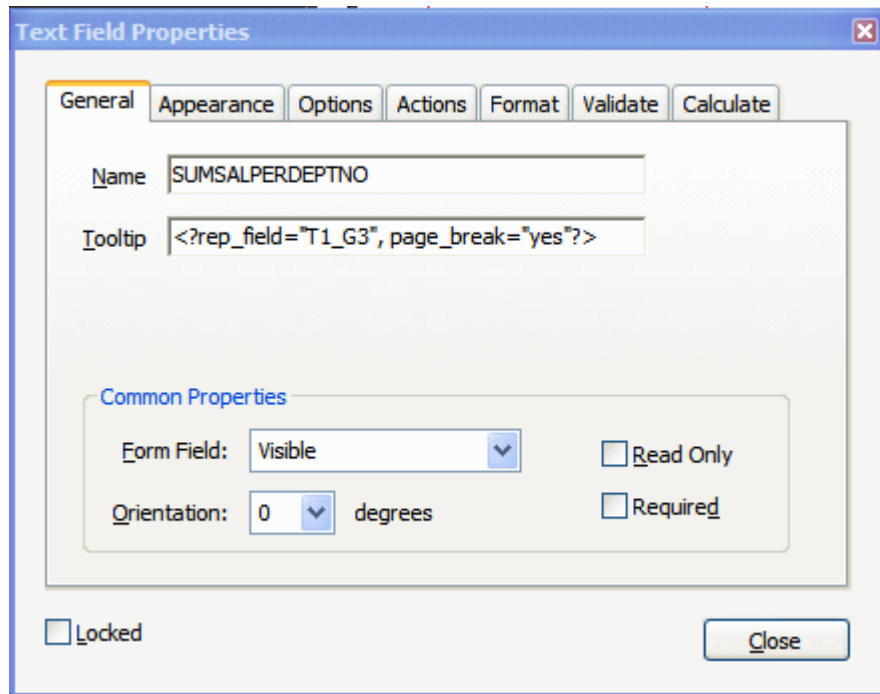 Text Field Properties
General Appearance Options Actions Format Validate Calculate
Name SUMSALPERDEPTNO
Tooltip <?rep_field="T1_G3", page_break="yes"?>
Common Properties
Form Field: Visible Read Only
Orientation: 0 degrees Required
Locked Close